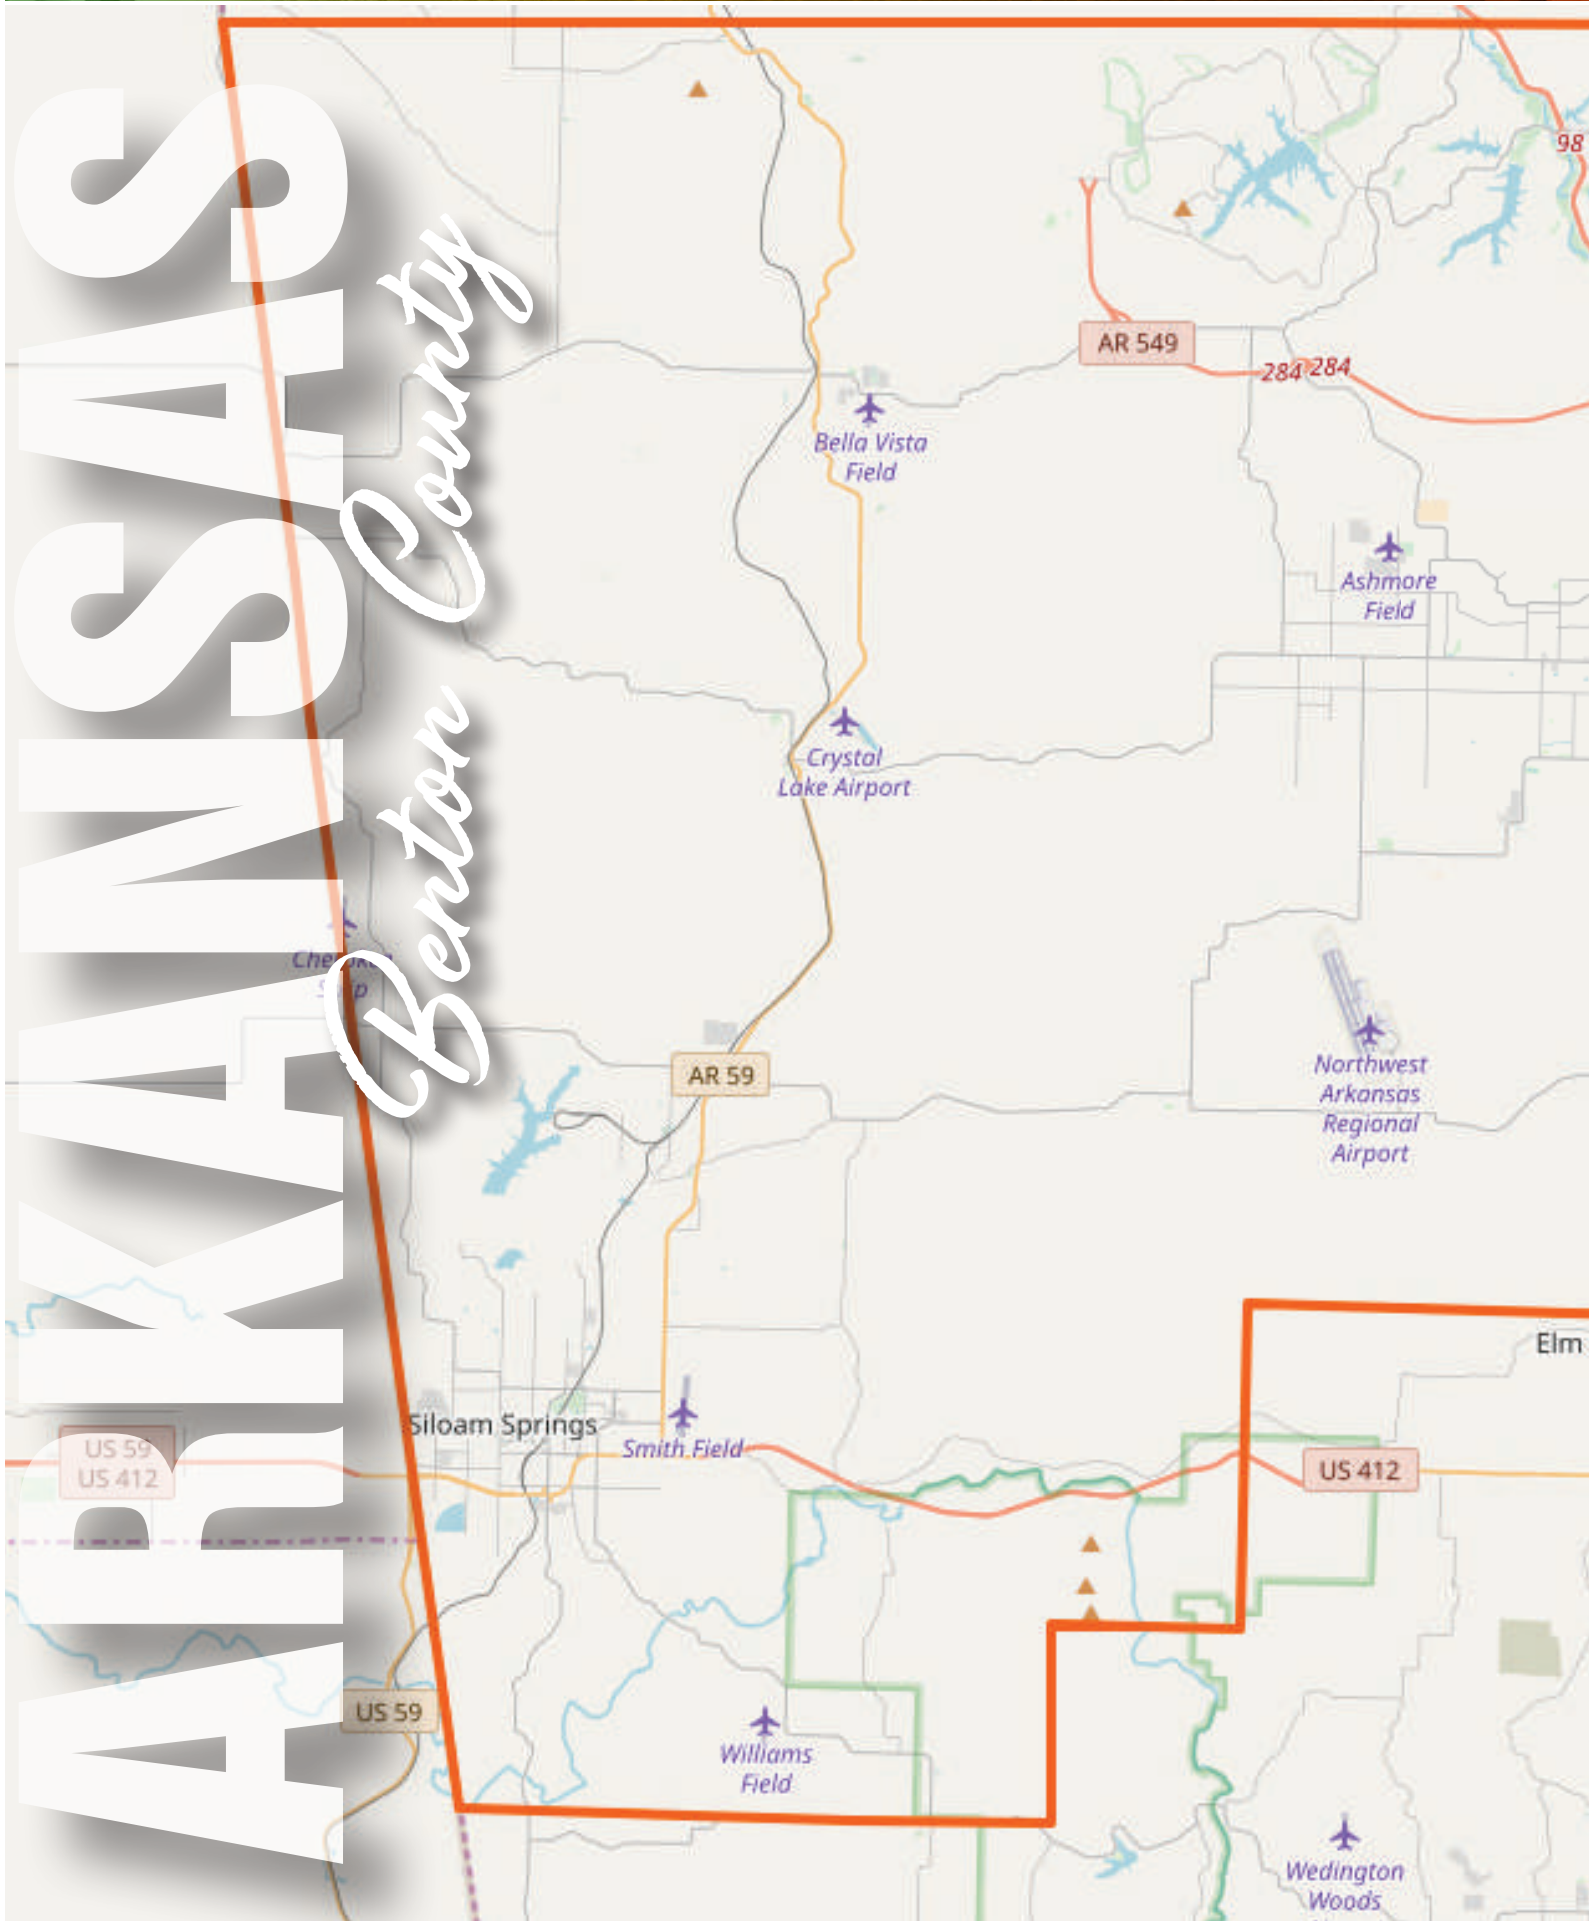 ARKANSAS
Benton County
98
AR 549
284 284
Bella Vista
Field
Ashmore
Field
Crystal
Lake Airport
Cherokee
Strip
AR 59
Northwest
Arkansas
Regional
Airport
Elm
Siloam Springs
Smith Field
US 59
US 412
US 412
US 59
Williams
Field
Wedington
Woods